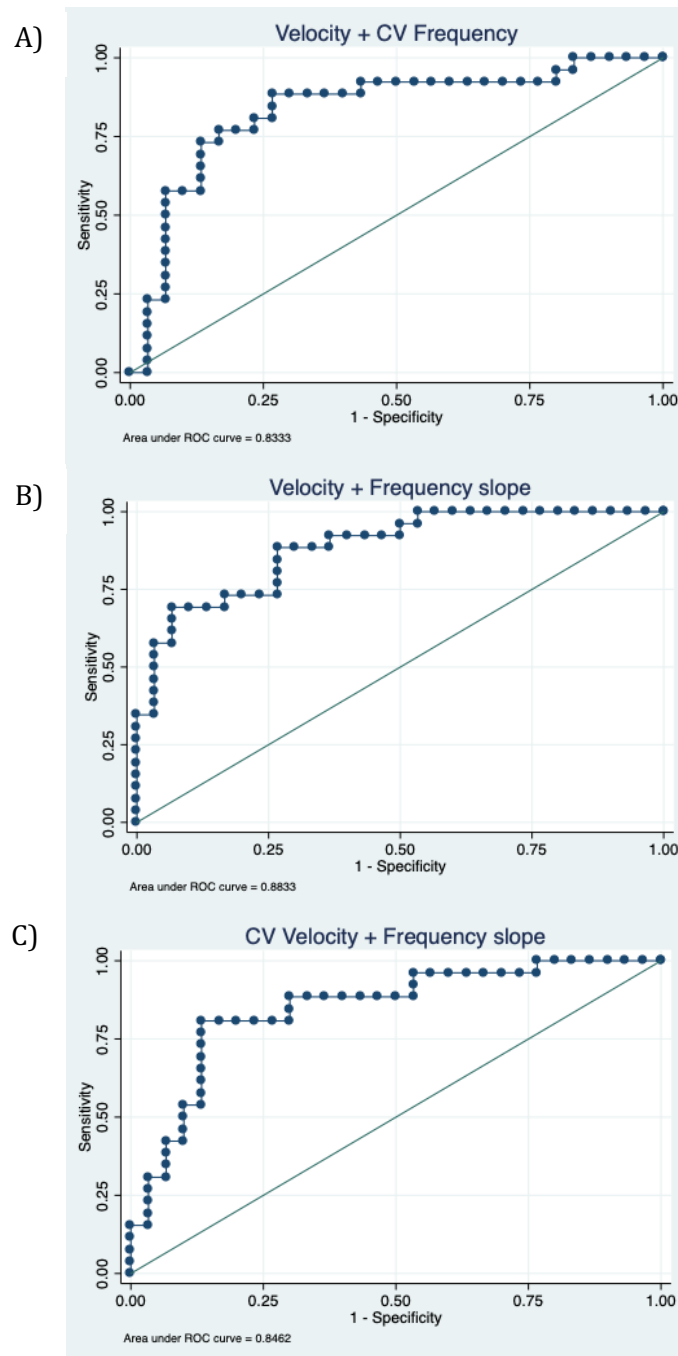 A)
Velocity + CV Frequency
Sensitivity
1.00
0.75
0.50
0.25
0.00
0.00 0.25 0.50 0.75 1.00
1 - Specificity
Area under ROC curve = 0.8333
B)
Velocity + Frequency slope
Sensitivity
1.00
0.75
0.50
0.25
0.00
0.00 0.25 0.50 0.75 1.00
1 - Specificity
Area under ROC curve = 0.8833
C)
CV Velocity + Frequency slope
Sensitivity
1.00
0.75
0.50
0.25
0.00
0.00 0.25 0.50 0.75 1.00
1 - Specificity
Area under ROC curve = 0.8462